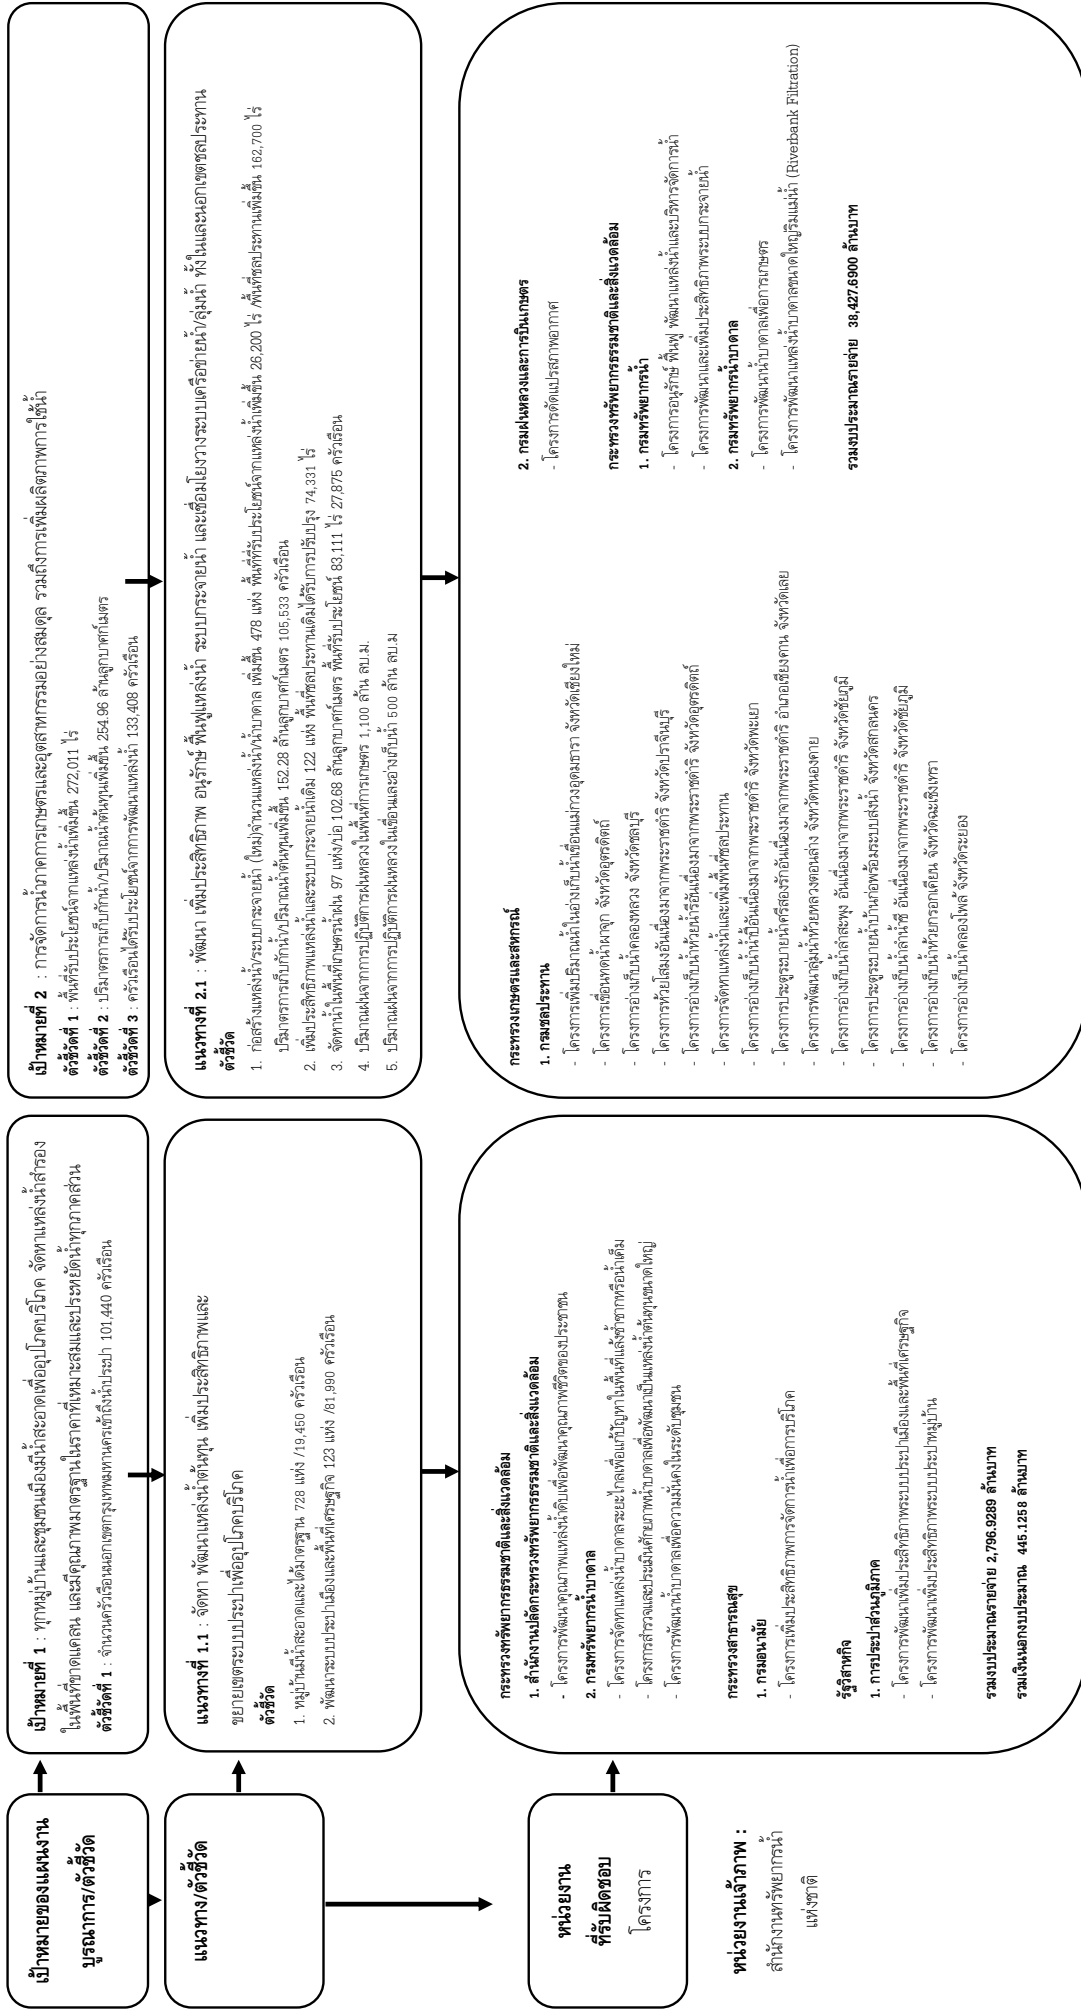 เป้าหมายของแผนงาน
บูรณาการ/ตัวชี้วัด
เป้าหมายที่ 1 : ทุกหมู่บ้านและชุมชนเมืองมีน้ำสะอาดเพื่ออุปโภคบริโภค จัดหาแหล่งน้ำสำรอง
ในพื้นที่ขาดแคลน และมีคุณภาพมาตรฐานในราคาที่เหมาะสมและประหยัดน้ำทุกภาคส่วน
ตัวชี้วัดที่ 1 : จำนวนครัวเรือนนอกเขตกรุงเทพมหานครเข้าถึงน้ำประปา 101,440 ครัวเรือน
เป้าหมายที่ 2 : การจัดการน้ำภาคการเกษตรและอุตสาหกรรมอย่างสมดุล รวมถึงการเพิ่มผลิตภาพการใช้น้ำ
ตัวชี้วัดที่ 1 : พื้นที่รับประโยชน์จากแหล่งน้ำเพิ่มขึ้น 272,011 ไร่
ตัวชี้วัดที่ 2 : ปริมาตรการเก็บกักน้ำ/ปริมาณน้ำต้นทุนเพิ่มขึ้น 254.96 ล้านลูกบาศก์เมตร
ตัวชี้วัดที่ 3 : ครัวเรือนได้รับประโยชน์จากการพัฒนาแหล่งน้ำ 133,408 ครัวเรือน
แนวทาง/ตัวชี้วัด
แนวทางที่ 1.1 : จัดหา พัฒนาแหล่งน้ำต้นทุน เพิ่มประสิทธิภาพและ
ขยายเขตระบบประปาเพื่ออุปโภคบริโภค
ตัวชี้วัด
1. หมู่บ้านมีน้ำสะอาดและได้มาตรฐาน 728 แห่ง /19,450 ครัวเรือน
2. พัฒนาระบบประปาเมืองและพื้นที่เศรษฐกิจ 123 แห่ง /81,990 ครัวเรือน
แนวทางที่ 2.1 : พัฒนา เพิ่มประสิทธิภาพ อนุรักษ์ ฟื้นฟูแหล่งน้ำ ระบบกระจายน้ำ และเชื่อมโยงวางระบบเครือข่ายน้ำ/ลุ่มน้ำ ทั้งในและนอกเขตชลประทาน
ตัวชี้วัด
1. ก่อสร้างแหล่งน้ำ/ระบบกระจายน้ำ (ใหม่)จำนวนแหล่งน้ำ/น้ำบาดาล เพิ่มขึ้น 478 แห่ง พื้นที่รับประโยชน์จากแหล่งน้ำเพิ่มขึ้น 26,200 ไร่ พื้นที่ชลประทานเพิ่มขึ้น 162,700 ไร่
ปริมาตรการเก็บกักน้ำ/ปริมาณน้ำต้นทุนเพิ่มขึ้น 152.28 ล้านลูกบาศก์เมตร 105,533 ครัวเรือน
2. เพิ่มประสิทธิภาพแหล่งน้ำและระบบกระจายน้ำเดิม 122 แห่ง พื้นที่ชลประทานเดิมได้รับการปรับปรุง 74,331 ไร่
3. จัดหาน้ำในพื้นที่เกษตรน้ำฝน 97 แห่ง/บ่อ 102.68 ล้านลูกบาศก์เมตร พื้นที่รับประโยชน์ 83,111 ไร่ 27,875 ครัวเรือน
4. ปริมาณฝนจากการปฏิบัติการฝนหลวงในพื้นที่การเกษตร 1,100 ล้าน ลบ.ม.
5. ปริมาณฝนจากการปฏิบัติการฝนหลวงในเขื่อนและอ่างเก็บน้ำ 500 ล้าน ลบ.ม
หน่วยงาน
ที่รับผิดชอบ
โครงการ
หน่วยงานเจ้าภาพ :
สำนักงานทรัพยากรน้ำ
แห่งชาติ
กระทรวงทรัพยากรธรรมชาติและสิ่งแวดล้อม
1. สำนักงานปลัดกระทรวงทรัพยากรธรรมชาติและสิ่งแวดล้อม
- โครงการพัฒนาคุณภาพแหล่งน้ำดิบเพื่อพัฒนาคุณภาพชีวิตของประชาชน
2. กรมทรัพยากรน้ำบาดาล
- โครงการจัดหาแหล่งน้ำบาดาลระยะไกลเพื่อแก้ปัญหาในพื้นที่แล้งซ้ำซากหรือน้ำเค็ม
- โครงการสำรวจและประเมินศักยภาพน้ำบาดาลเพื่อพัฒนาเป็นแหล่งน้ำต้นทุนขนาดใหญ่
- โครงการพัฒนาน้ำบาดาลเพื่อความมั่นคงในระดับชุมชน
กระทรวงสาธารณสุข
1. กรมอนามัย
- โครงการเพิ่มประสิทธิภาพการจัดการน้ำเพื่อการบริโภค
รัฐวิสาหกิจ
1. การประปาส่วนภูมิภาค
- โครงการพัฒนาเพิ่มประสิทธิภาพระบบประปาเมืองและพื้นที่เศรษฐกิจ
- โครงการพัฒนาเพิ่มประสิทธิภาพระบบประปาหมู่บ้าน
รวมงบประมาณรายจ่าย 2,796.9289 ล้านบาท
รวมเงินนอกงบประมาณ 445.1258 ล้านบาท
กระทรวงเกษตรและสหกรณ์
1. กรมชลประทาน
- โครงการเพิ่มปริมาณน้ำในอ่างเก็บน้ำเขื่อนแม่กวงอุดมธารา จังหวัดเชียงใหม่
- โครงการเขื่อนทดน้ำผาจุก จังหวัดอุตรดิตถ์
- โครงการอ่างเก็บน้ำคลองหลวง จังหวัดชลบุรี
- โครงการห้วยโสมงอันเนื่องมาจากพระราชดำริ จังหวัดปราจีนบุรี
- โครงการอ่างเก็บน้ำห้วยน้ำรีอันเนื่องมาจากพระราชดำริ จังหวัดอุตรดิตถ์
- โครงการจัดหาแหล่งน้ำและเพิ่มพื้นที่ชลประทาน
- โครงการอ่างเก็บน้ำน้ำปี้อันเนื่องมาจากพระราชดำริ จังหวัดพะเยา
- โครงการประตูระบายน้ำศรีสองรักอันเนื่องมาจากพระราชดำริ อำเภอเชียงคาน จังหวัดเลย
- โครงการพัฒนาลุ่มน้ำห้วยหลวงตอนล่าง จังหวัดหนองคาย
- โครงการอ่างเก็บน้ำลำสะพุง อันเนื่องมาจากพระราชดำริ จังหวัดชัยภูมิ
- โครงการประตูระบายน้ำบ้านก่อพร้อมระบบส่งน้ำ จังหวัดสกลนคร
- โครงการอ่างเก็บน้ำลำน้ำชี อันเนื่องมาจากพระราชดำริ จังหวัดชัยภูมิ
- โครงการอ่างเก็บน้ำห้วยกรอกเคียน จังหวัดฉะเชิงเทรา
- โครงการอ่างเก็บน้ำคลองโพล้ จังหวัดระยอง
2. กรมฝนหลวงและการบินเกษตร
- โครงการดัดแปรสภาพอากาศ
กระทรวงทรัพยากรธรรมชาติและสิ่งแวดล้อม
1. กรมทรัพยากรน้ำ
- โครงการอนุรักษ์ ฟื้นฟู พัฒนาแหล่งน้ำและบริหารจัดการน้ำ
- โครงการพัฒนาและเพิ่มประสิทธิภาพระบบกระจายน้ำ
2. กรมทรัพยากรน้ำบาดาล
- โครงการพัฒนาน้ำบาดาลเพื่อการเกษตร
- โครงการพัฒนาแหล่งน้ำบาดาลขนาดใหญ่ริมแม่น้ำ (Riverbank Filtration)
รวมงบประมาณรายจ่าย 38,427.6900 ล้านบาท